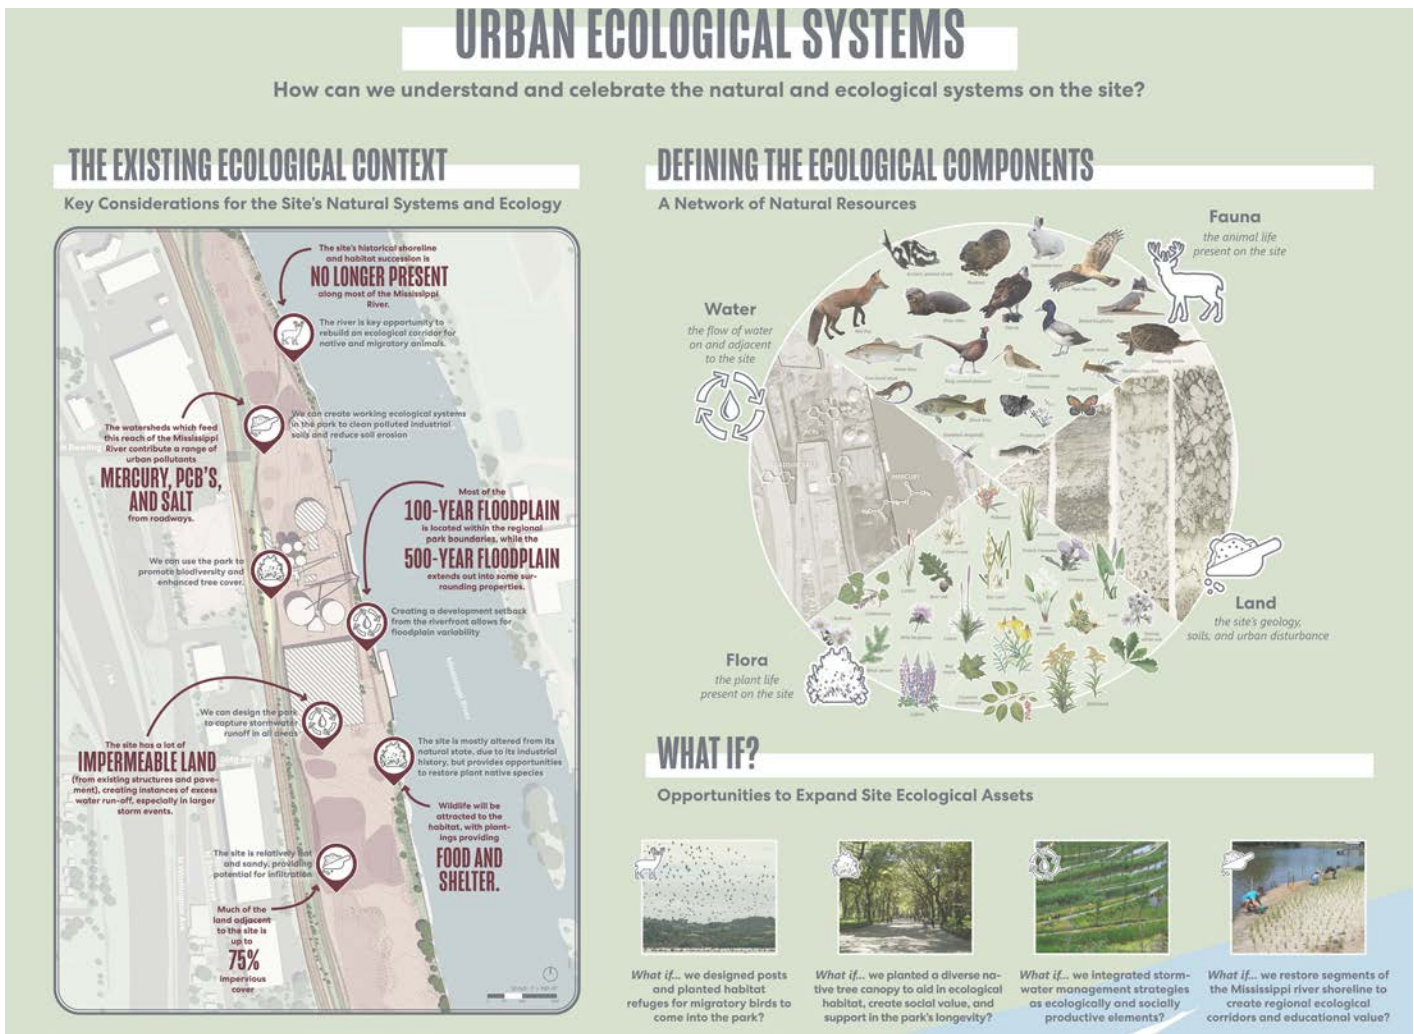 URBAN ECOLOGICAL SYSTEMS
How can we understand and celebrate the natural and ecological systems on the site?
THE EXISTING ECOLOGICAL CONTEXT
Key Considerations for the Site's Natural Systems and Ecology
The site's historical shoreline
and habitat succession is
NO LONGER PRESENT
along most of the Mississippi
River.
The river is key opportunity to
rebuild an ecological corridor for
native and migratory animals.
We can create working ecological systems
in the park to clean polluted industrial
soils and reduce soil erosion
The watersheds which feed
this reach of the Mississippi
River contribute a range of
urban pollutants
MERCURY, PCB'S,
AND SALT
from roadways.
Most of the
100-YEAR FLOODPLAIN
is located within the regional
park boundaries, while the
500-YEAR FLOODPLAIN
extends out into some sur-
rounding properties.
We can use the park to
promote biodiversity and
enhanced tree cover.
Creating a development setback
from the riverfront allows for
floodplain variability
Mississippi River
We can design the park
to capture stormwater
runoff in all areas
The site has a lot of
IMPERMEABLE LAND
(from existing structures and pave-
ment), creating instances of excess
water run-off, especially in larger
storm events.
The site is mostly altered from its
natural state, due to its industrial
history, but provides opportunities
to restore plant native species
Wildlife will be
attracted to the
habitat, with plant-
ings providing
FOOD AND
SHELTER.
The site is relatively flat
and sandy, providing
potential for infiltration
Much of the
land adjacent
to the site is
up to
75%
impervious
cover
DEFINING THE ECOLOGICAL COMPONENTS
A Network of Natural Resources
Fauna
the animal life
present on the site
Water
the flow of water
on and adjacent
to the site
MERCURY
Land
the site's geology,
soils, and urban disturbance
Flora
the plant life
present on the site
WHAT IF?
Opportunities to Expand Site Ecological Assets
What if... we designed posts
and planted habitat
refuges for migratory birds to
come into the park?
What if... we planted a diverse na-
tive tree canopy to aid in ecological
habitat, create social value, and
support in the park's longevity?
What if... we integrated storm-
water management strategies
as ecologically and socially
productive elements?
What if... we restore segments of
the Mississippi river shoreline to
create regional ecological
corridors and educational value?